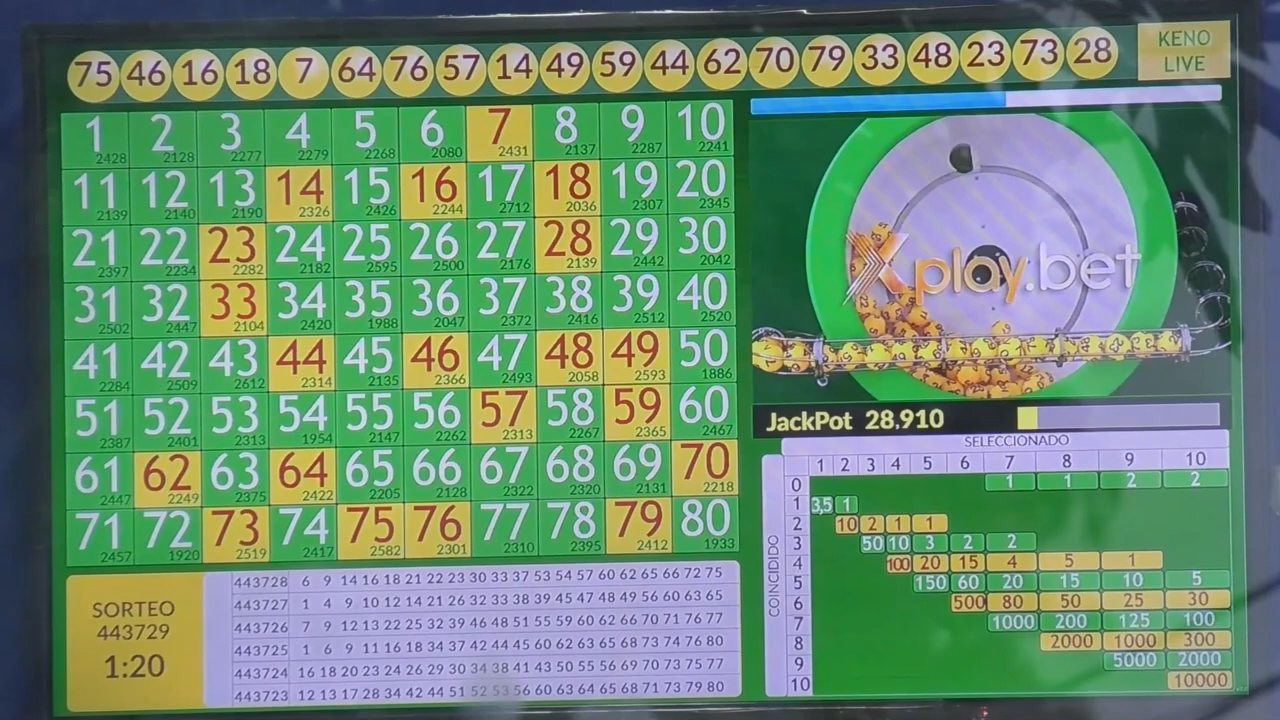 75 46 16 18 7 64 76 57 14 49 59 44 62 70 79 33 48 23 73 28
KENO
LIVE
1 2 3 4 5 6 7 8 9 10
2428 2128 2277 2279 2268 2080 2431 2137 2287 2241
11 12 13 14 15 16 17 18 19 20
2139 2140 2190 2326 2426 2244 2712 2036 2307 2345
21 22 23 24 25 26 27 28 29 30
2397 2234 2282 2182 2595 2500 2176 2139 2442 2042
31 32 33 34 35 36 37 38 39 40
2502 2447 2104 2420 1988 2047 2372 2416 2512 2520
41 42 43 44 45 46 47 48 49 50
2284 2509 2612 2314 2135 2366 2493 2058 2593 1886
51 52 53 54 55 56 57 58 59 60
2387 2401 2313 1954 2147 2262 2313 2267 2365 2467
61 62 63 64 65 66 67 68 69 70
2447 2249 2375 2422 2205 2128 2322 2320 2131 2218
71 72 73 74 75 76 77 78 79 80
2457 1920 2519 2417 2582 2301 2310 2395 2412 1933
Xplay.bet
JackPot 28,910
SORTEO
443729
1:20
443728 6 9 14 16 18 21 22 23 30 33 37 53 54 57 60 62 65 66 72 75
443727 1 4 9 10 12 14 21 26 32 33 38 39 45 47 48 49 56 60 63 65
443726 7 9 12 13 22 25 32 39 46 48 51 55 59 60 62 66 70 71 76 77
443725 1 6 9 11 16 18 34 37 42 44 45 60 62 63 65 68 73 74 76 80
443724 16 18 20 23 24 26 29 30 34 38 41 43 50 55 56 69 70 73 75 77
443723 12 13 17 28 34 42 44 51 52 53 56 60 63 64 65 68 71 73 79 80
SELECCIONADO
1 2 3 4 5 6 7 8 9 10
COINCIDIDO
0 1 1 2 2
1 3,5 1
2 10 2 1 1
3 50 10 3 2 2
4 100 20 15 4 5 1
5 150 60 20 15 10 5
6 500 80 50 25 30
7 1000 200 125 100
8 2000 1000 300
9 5000 2000
10 10000